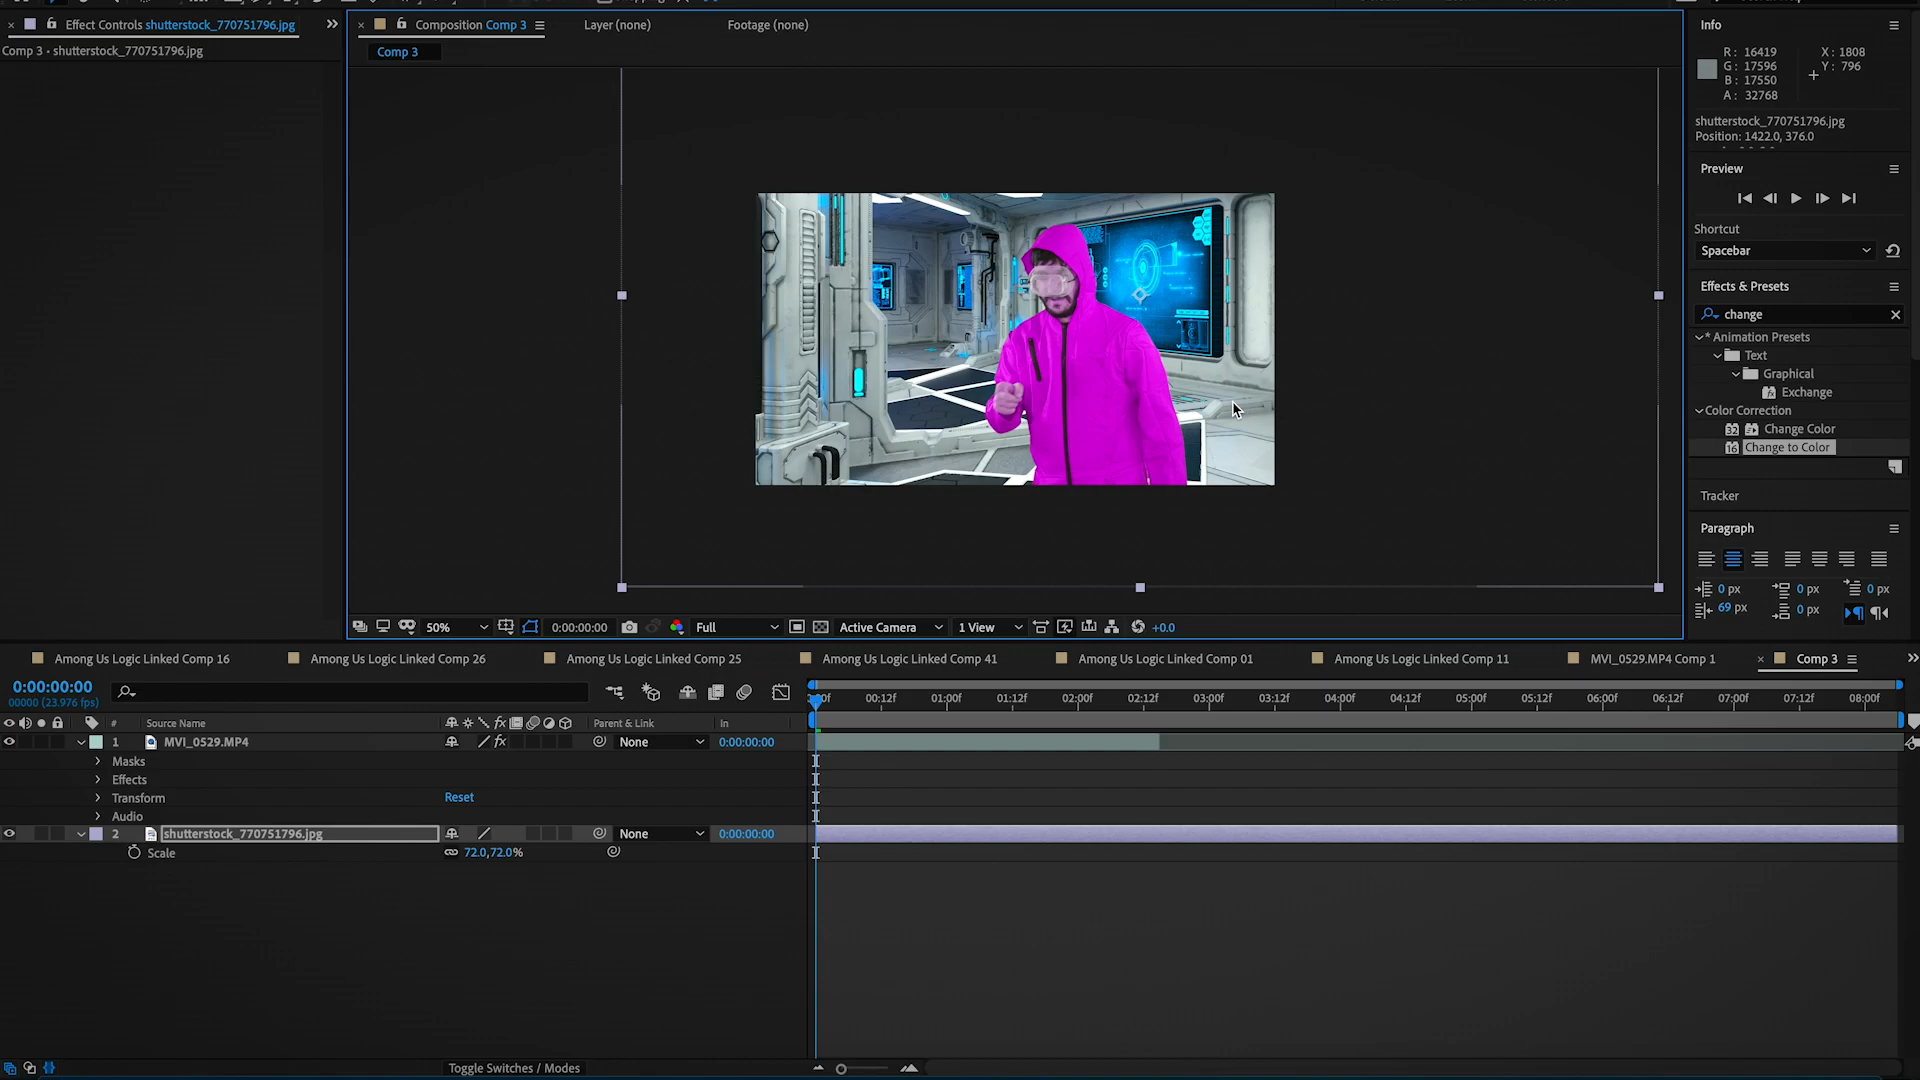 Effect Controls shutterstock_770751796.jpg
Composition Comp 3
Layer (none)
Footage (none)
Info
Comp 3 • shutterstock_770751796.jpg
Comp 3
R: 16419
G: 17596
B: 17550
A: 32768
X: 1808
Y: 796
shutterstock_770751796.jpg
Position: 1422.0, 376.0
Preview
Shortcut
Spacebar
Effects & Presets
change
* Animation Presets
Text
Graphical
Exchange
Color Correction
32 Change Color
16 Change to Color
Tracker
Paragraph
0 px 0 px 0 px
69 px 0 px
50% 0:00:00:00 Full Active Camera 1 View +0.0
Among Us Logic Linked Comp 16
Among Us Logic Linked Comp 26
Among Us Logic Linked Comp 25
Among Us Logic Linked Comp 41
Among Us Logic Linked Comp 01
Among Us Logic Linked Comp 11
MVI_0529.MP4 Comp 1
Comp 3
0:00:00:00
00000 (23.976 fps)
00:12f 01:00f 01:12f 02:00f 02:12f 03:00f 03:12f 04:00f 04:12f 05:00f 05:12f 06:00f 06:12f 07:00f 07:12f 08:00f
# Source Name Parent & Link In
1 MVI_0529.MP4 fx None 0:00:00:00
Masks
Effects
Transform Reset
Audio
2 shutterstock_770751796.jpg None 0:00:00:00
Scale 72.0,72.0%
Toggle Switches / Modes